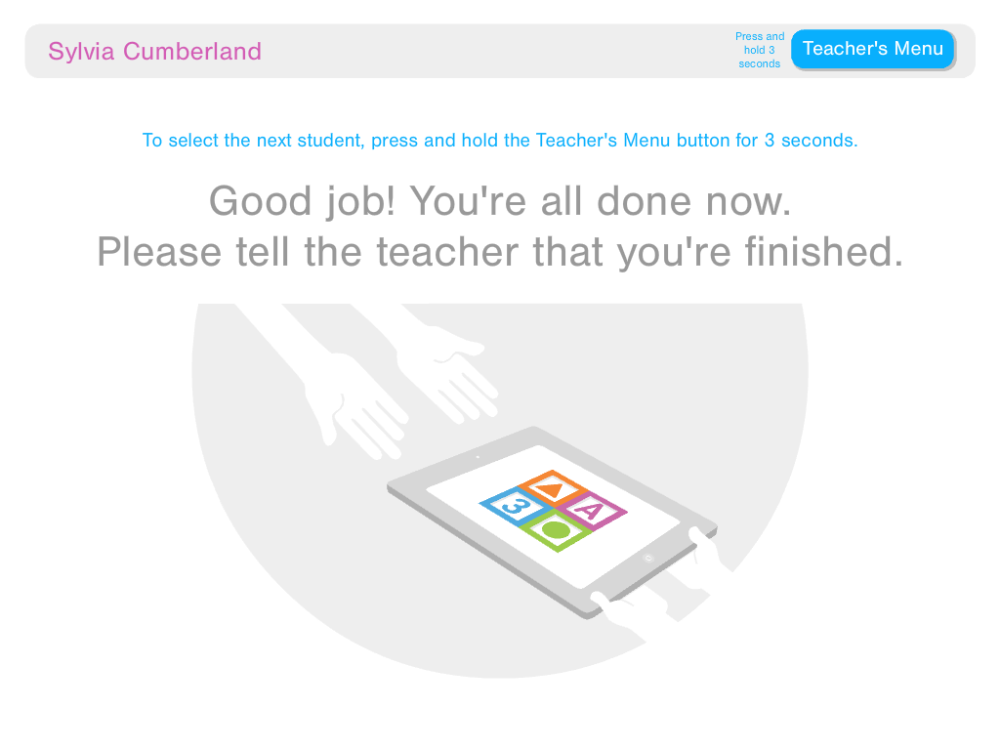 Sylvia Cumberland
Press and
hold 3
seconds
Teacher's Menu
To select the next student, press and hold the Teacher's Menu button for 3 seconds.
Good job! You're all done now.
Please tell the teacher that you're finished.
3
A